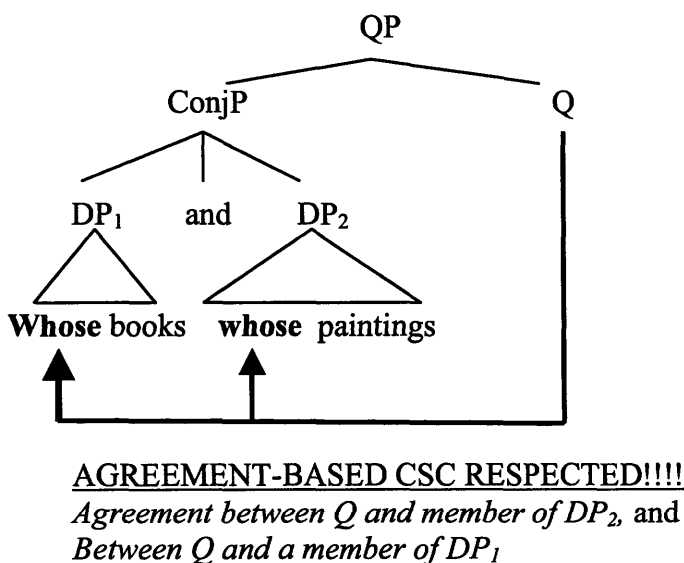 QP
ConjP Q
DP₁ and DP₂
Whose books whose paintings
AGREEMENT-BASED CSC RESPECTED!!!!
Agreement between Q and member of DP₂, and
Between Q and a member of DP₁